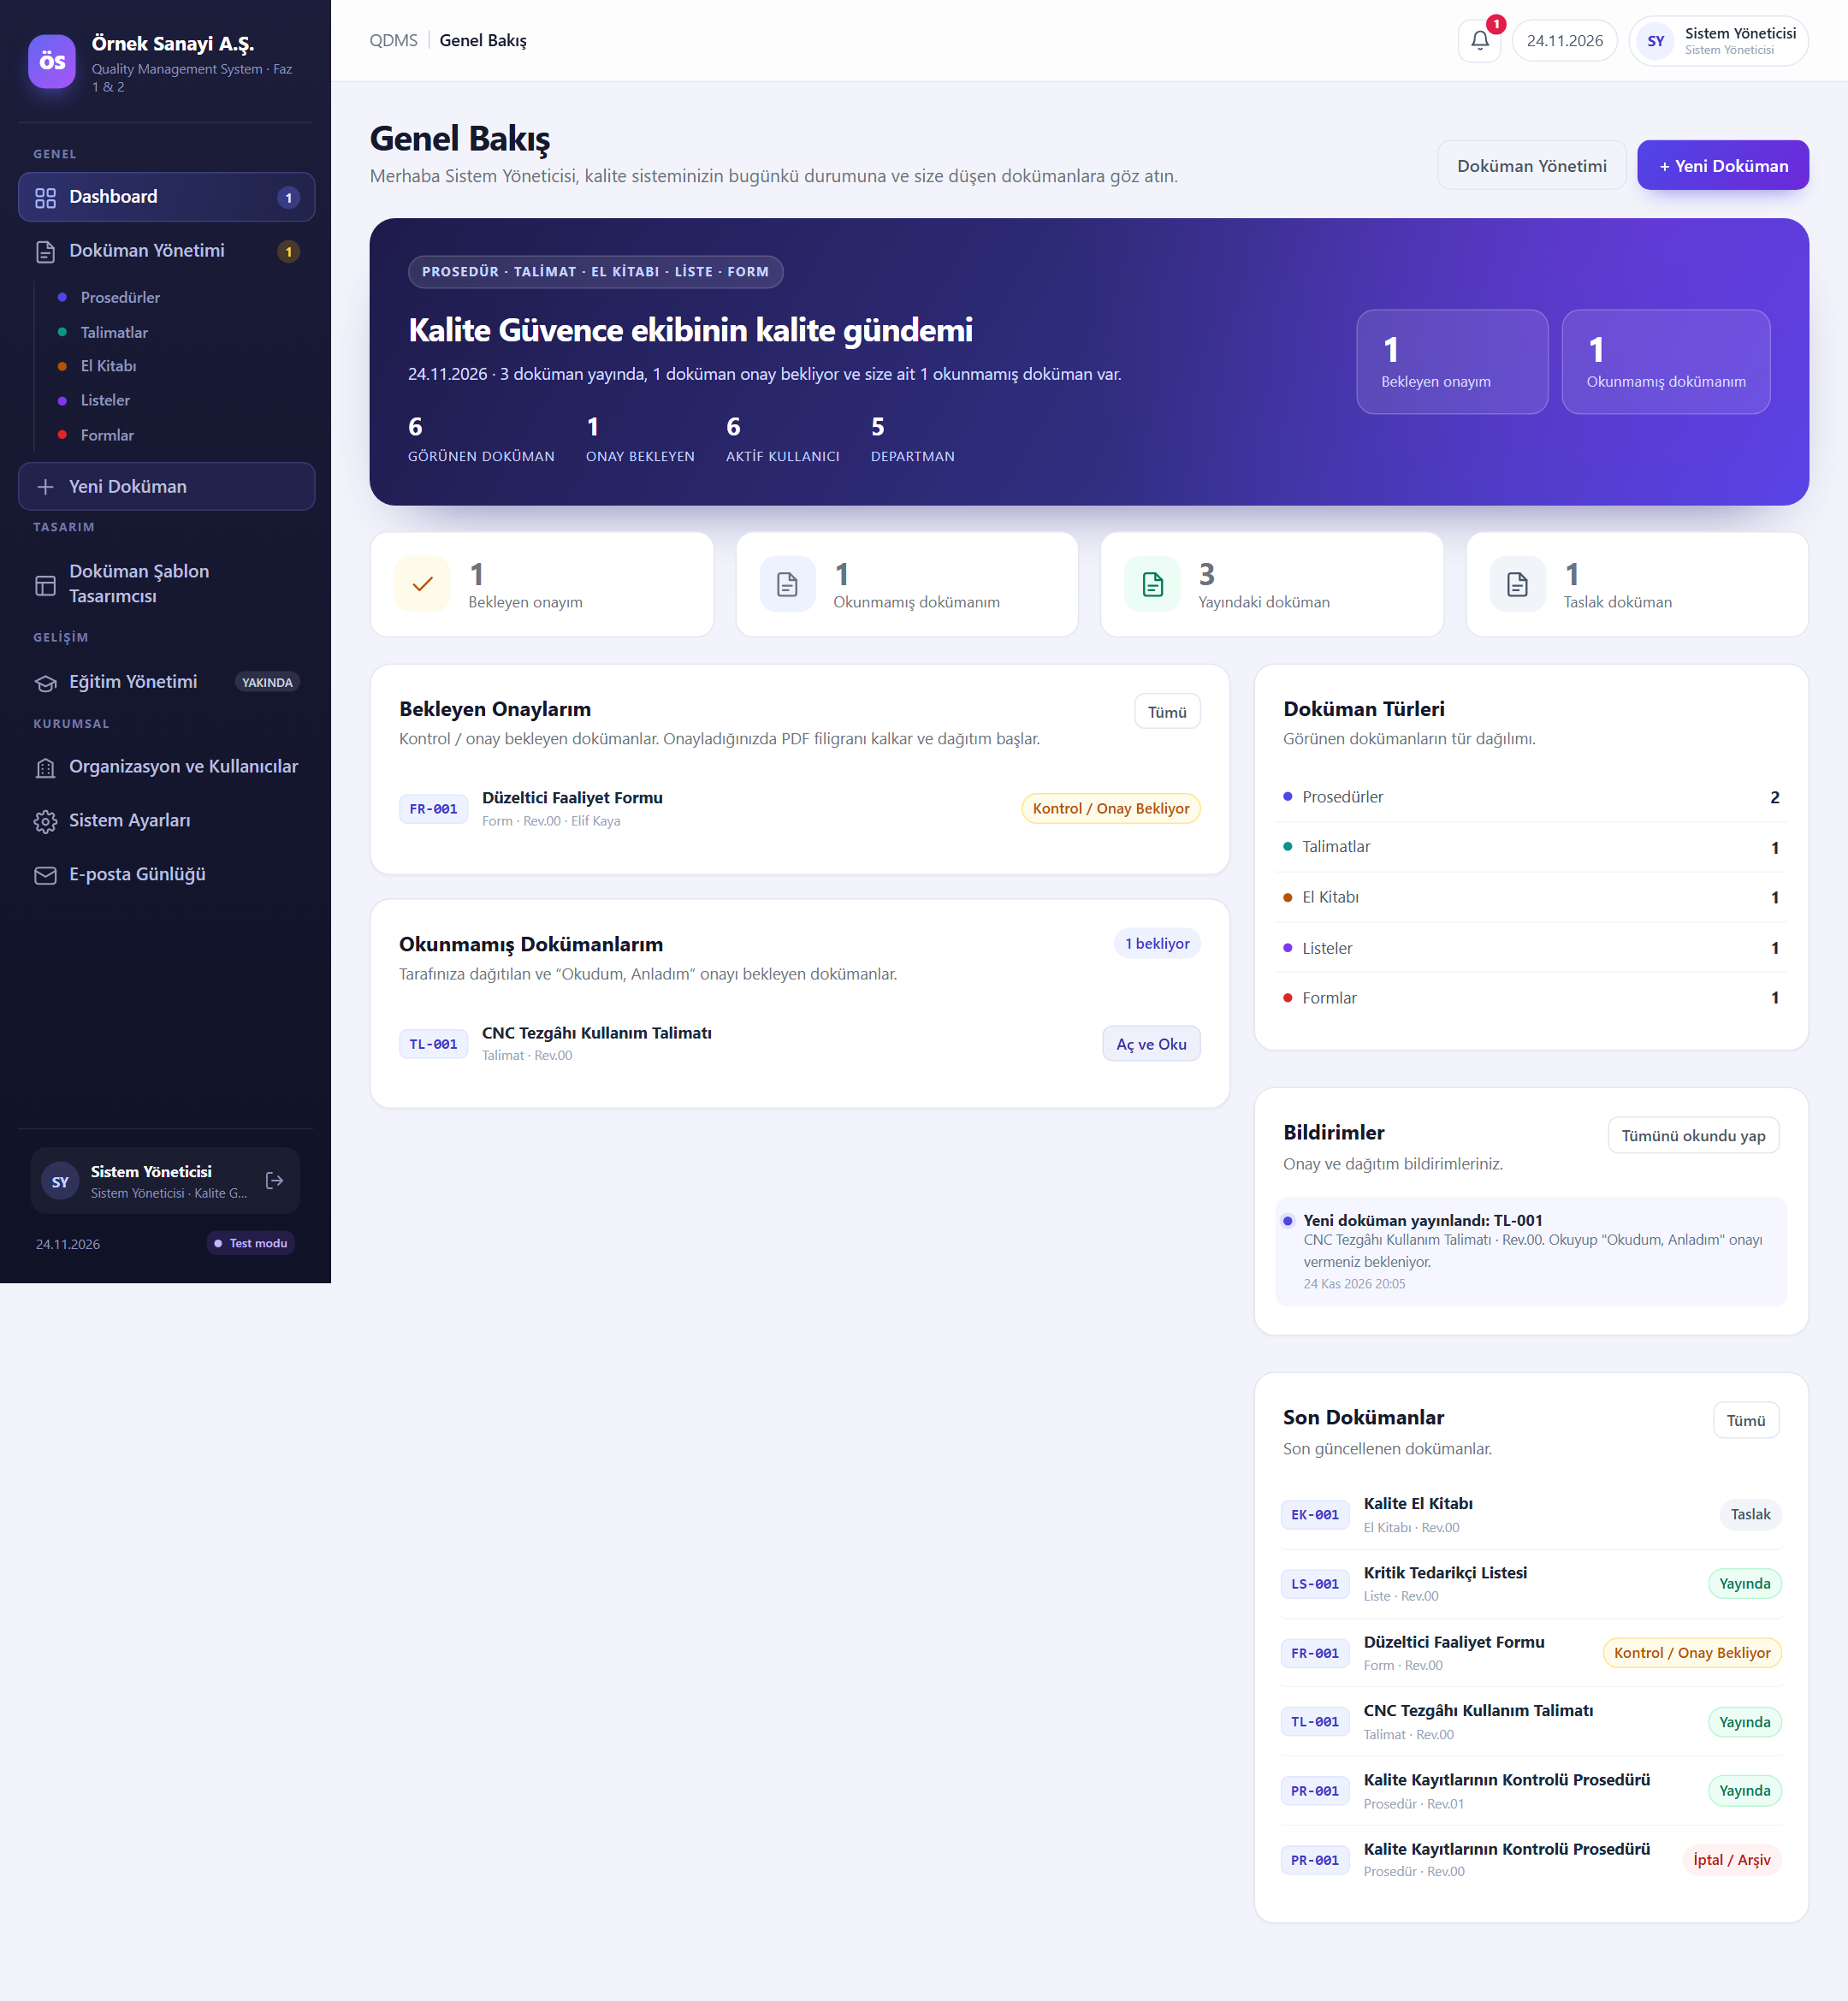 ÖS
Örnek Sanayi A.Ş.
Quality Management System · Faz
1 & 2
GENEL
Dashboard 1
Doküman Yönetimi 1
Prosedürler
Talimatlar
El Kitabı
Listeler
Formlar
Yeni Doküman
TASARIM
Doküman Şablon
Tasarımcısı
GELİŞİM
Eğitim Yönetimi YAKINDA
KURUMSAL
Organizasyon ve Kullanıcılar
Sistem Ayarları
E-posta Günlüğü
SY
Sistem Yöneticisi
Sistem Yöneticisi · Kalite G...
24.11.2026
Test modu
QDMS Genel Bakış
1
24.11.2026
SY
Sistem Yöneticisi
Sistem Yöneticisi
Genel Bakış
Merhaba Sistem Yöneticisi, kalite sisteminizin bugünkü durumuna ve size düşen dokümanlara göz atın.
Doküman Yönetimi
+ Yeni Doküman
PROSEDÜR · TALİMAT · EL KİTABI · LİSTE · FORM
Kalite Güvence ekibinin kalite gündemi
24.11.2026 · 3 doküman yayında, 1 doküman onay bekliyor ve size ait 1 okunmamış doküman var.
6
GÖRÜNEN DOKÜMAN
1
ONAY BEKLEYEN
6
AKTİF KULLANICI
5
DEPARTMAN
1
Bekleyen onayım
1
Okunmamış dokümanım
1
Bekleyen onayım
1
Okunmamış dokümanım
3
Yayındaki doküman
1
Taslak doküman
Bekleyen Onaylarım
Kontrol / onay bekleyen dokümanlar. Onayladığınızda PDF filigranı kalkar ve dağıtım başlar.
Tümü
FR-001
Düzeltici Faaliyet Formu
Form · Rev.00 · Elif Kaya
Kontrol / Onay Bekliyor
Okunmamış Dokümanlarım
Tarafınıza dağıtılan ve “Okudum, Anladım” onayı bekleyen dokümanlar.
1 bekliyor
TL-001
CNC Tezgâhı Kullanım Talimatı
Talimat · Rev.00
Aç ve Oku
Doküman Türleri
Görünen dokümanların tür dağılımı.
Prosedürler 2
Talimatlar 1
El Kitabı 1
Listeler 1
Formlar 1
Bildirimler
Onay ve dağıtım bildirimleriniz.
Tümünü okundu yap
Yeni doküman yayınlandı: TL-001
CNC Tezgâhı Kullanım Talimatı · Rev.00. Okuyup "Okudum, Anladım" onayı
vermeniz bekleniyor.
24 Kas 2026 20:05
Son Dokümanlar
Son güncellenen dokümanlar.
Tümü
EK-001
Kalite El Kitabı
El Kitabı · Rev.00
Taslak
LS-001
Kritik Tedarikçi Listesi
Liste · Rev.00
Yayında
FR-001
Düzeltici Faaliyet Formu
Form · Rev.00
Kontrol / Onay Bekliyor
TL-001
CNC Tezgâhı Kullanım Talimatı
Talimat · Rev.00
Yayında
PR-001
Kalite Kayıtlarının Kontrolü Prosedürü
Prosedür · Rev.01
Yayında
PR-001
Kalite Kayıtlarının Kontrolü Prosedürü
Prosedür · Rev.00
İptal / Arşiv